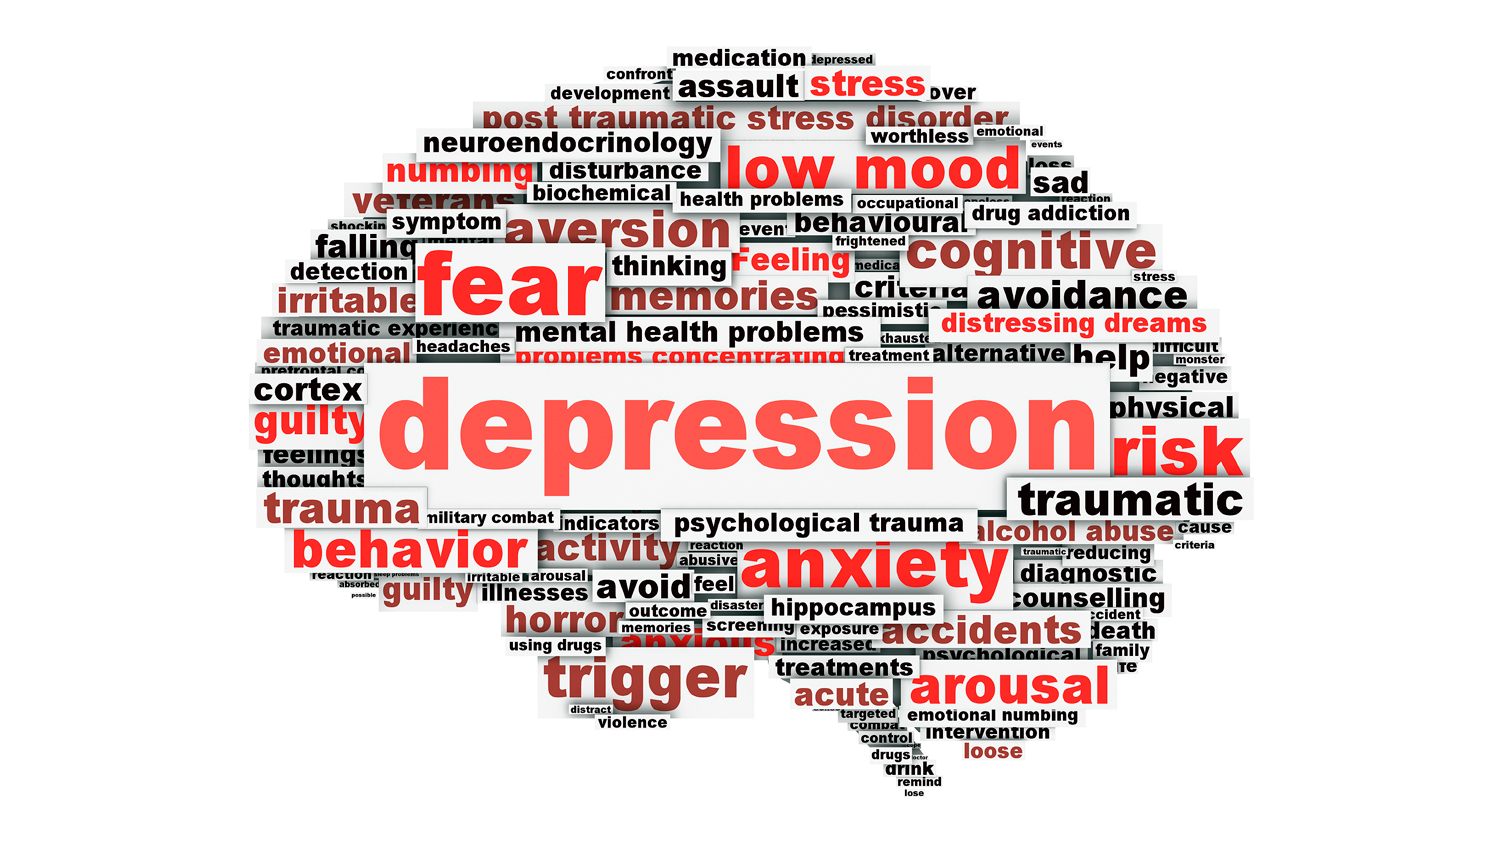 medication depressed
confront assault stress
development over
post traumatic stress disorder
neuroendocrinology worthless emotional
events
numbing disturbance low mood loss
biochemical sad
veterans health problems occupational reaction
symptom aversion event behavioural drug addiction
falling frightened cognitive
detection fear thinking Feeling medica stress
irritable memories criteria avoidance
pessimistic
traumatic experienc mental health problems distressing dreams
emotional headaches problems concentrating treatment alternative help difficult
monster
cortex depression negative
guilty physical
feelings risk
thoughts
trauma military combat indicators psychological trauma traumatic
alcohol abuse cause
behavior activity reaction anxiety traumatic reducing criteria
abusive
reaction irritable arousal avoid feel diagnostic
absorbed guilty illnesses counselling
possible
horror outcome disaster hippocampus accident
memories screening exposure accidents death
using drugs anxious increased psychological family
trigger treatments life
acute arousal
distract targeted emotional numbing
violence combat intervention
control loose
drugs doctor
drink
remind
lose